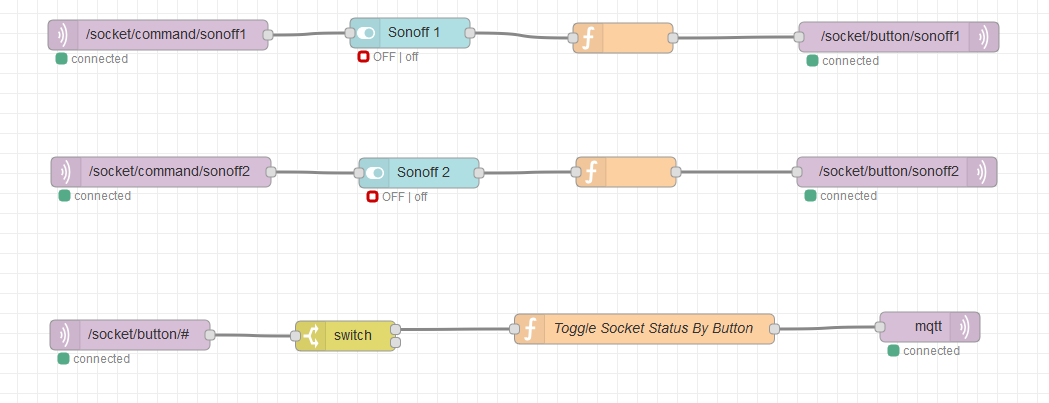 /socket/command/sonoff1
Sonoff 1
/socket/button/sonoff1
connected
OFF | off
connected
/socket/command/sonoff2
Sonoff 2
/socket/button/sonoff2
connected
OFF | off
connected
/socket/button/#
switch
Toggle Socket Status By Button
mqtt
connected
connected